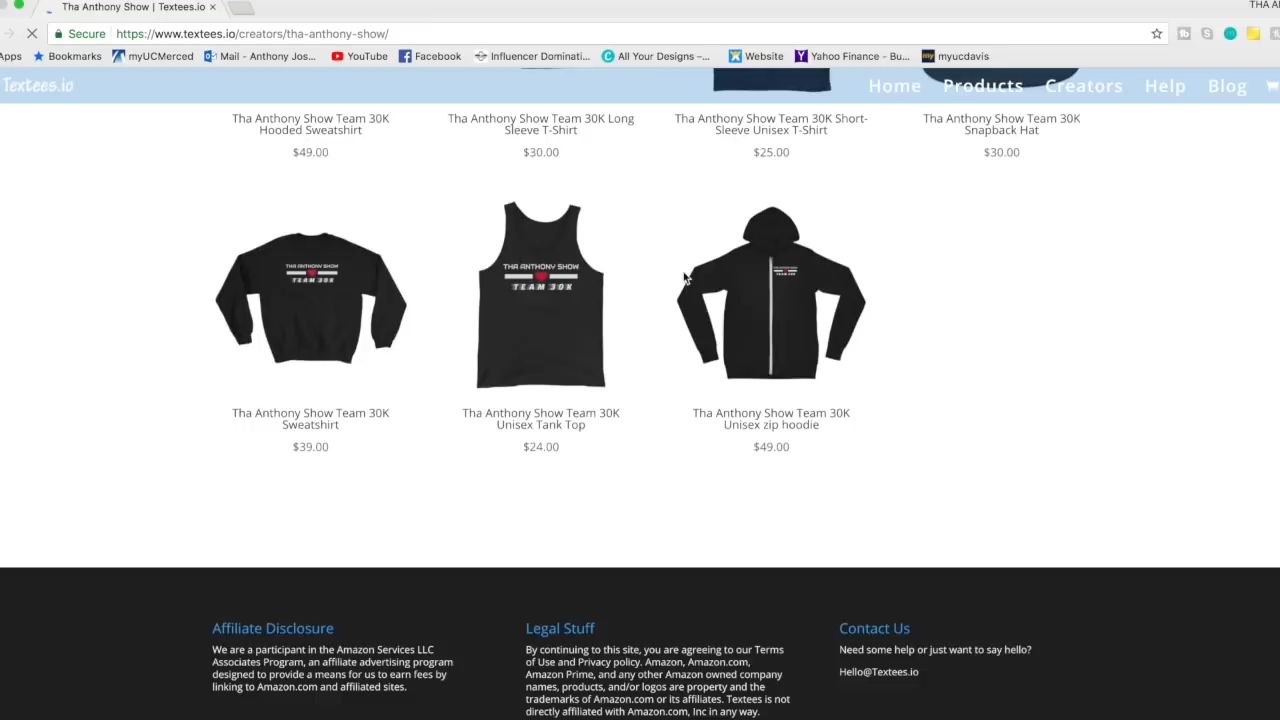 Tha Anthony Show | Textees.io
THA A
Secure
https://www.textees.io/creators/tha-anthony-show/
Apps
Bookmarks
myUCMerced
Mail - Anthony Jos...
YouTube
Facebook
Influencer Dominati...
All Your Designs –...
Website
Yahoo Finance - Bu...
myucdavis
Textees.io
Home
Products
Creators
Help
Blog
Tha Anthony Show Team 30K
Hooded Sweatshirt
$49.00
Tha Anthony Show Team 30K Long
Sleeve T-Shirt
$30.00
Tha Anthony Show Team 30K Short-
Sleeve Unisex T-Shirt
$25.00
Tha Anthony Show Team 30K
Snapback Hat
$30.00
THA ANTHONY SHOW
TEAM 30K
THA ANTHONY SHOW
TEAM 30K
THA ANTHONY SHOW
TEAM 30K
Tha Anthony Show Team 30K
Sweatshirt
$39.00
Tha Anthony Show Team 30K
Unisex Tank Top
$24.00
Tha Anthony Show Team 30K
Unisex zip hoodie
$49.00
Affiliate Disclosure
We are a participant in the Amazon Services LLC
Associates Program, an affiliate advertising program
designed to provide a means for us to earn fees by
linking to Amazon.com and affiliated sites.
Legal Stuff
By continuing to this site, you are agreeing to our Terms
of Use and Privacy policy. Amazon, Amazon.com,
Amazon Prime, and any other Amazon owned company
names, products, and/or logos are property and the
trademarks of Amazon.com or its affiliates. Textees is not
directly affiliated with Amazon.com, Inc in any way.
Contact Us
Need some help or just want to say hello?
Hello@Textees.io